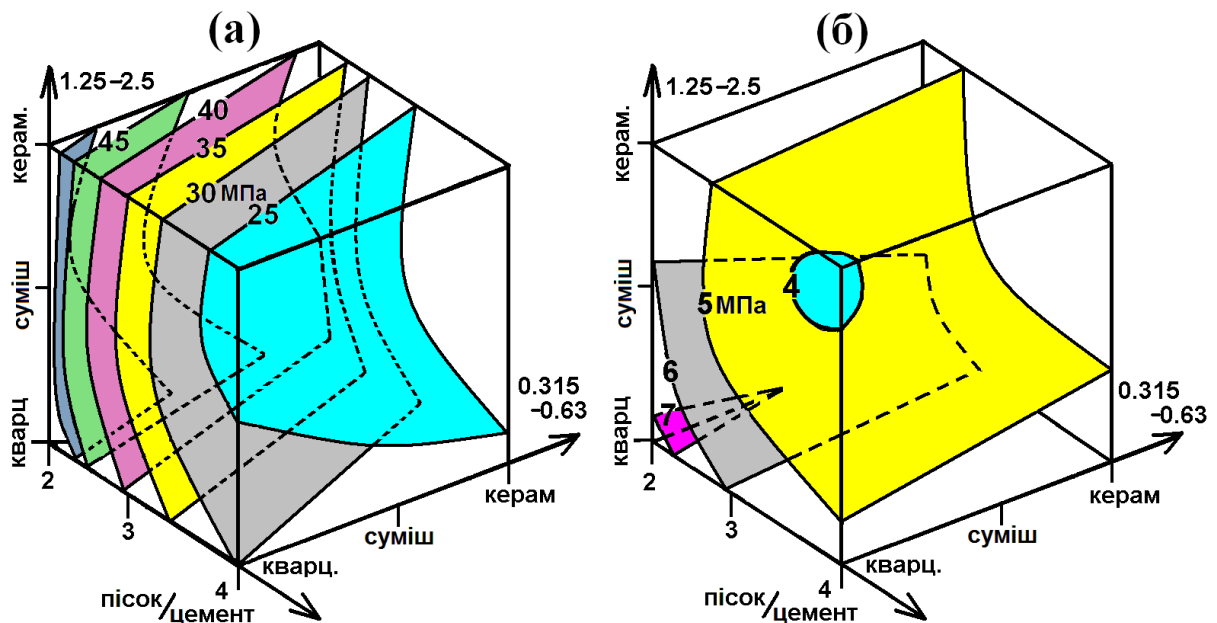 (а)
1.25–2.5
керам.
суміш
кварц
45
40
35
30 МПа
25
2
3
4
0.315
–0.63
керам
суміш
кварц.
пісок/цемент
(б)
1.25–2.5
керам.
суміш
кварц
4
5 МПа
6
7
2
3
4
0.315
–0.63
керам
суміш
кварц.
пісок/цемент